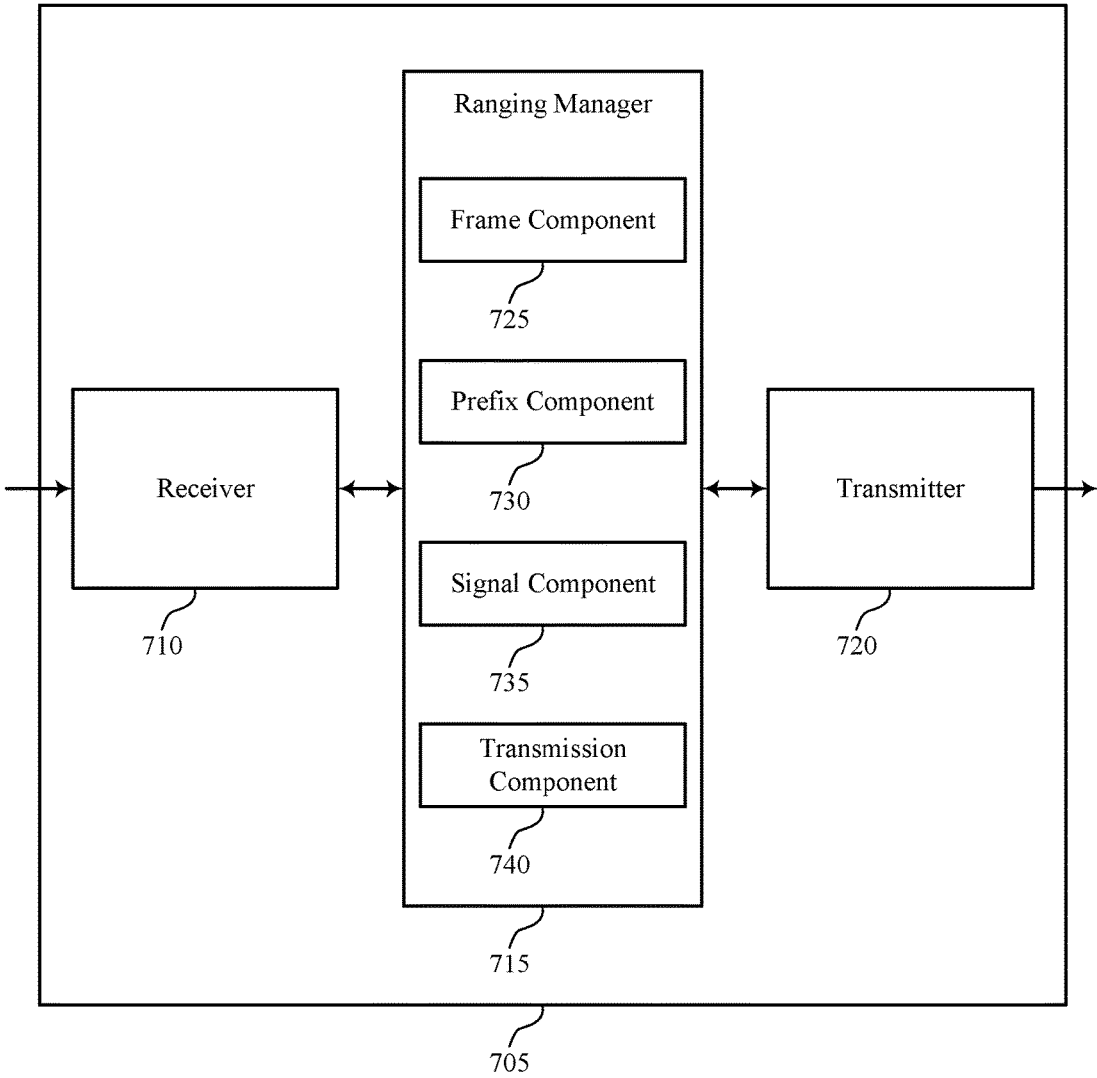 Ranging Manager
Frame Component
725
Prefix Component
730
Receiver
710
Signal Component
735
Transmitter
720
Transmission
Component
740
715
705